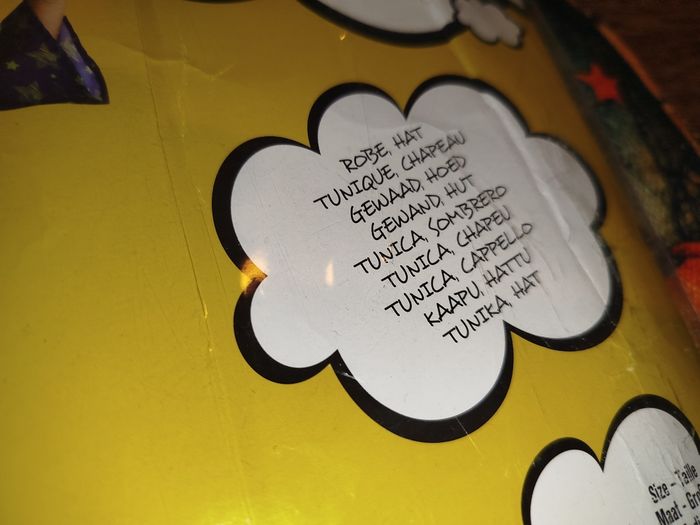 ROBE, HAT
TUNIQUE, CHAPEAU
GEWAAD, HOED
GEWAND, HUT
TUNICA, SOMBRERO
TUNICA, CHAPEU
TUNICA, CAPPELLO
KAAPU, HATTU
TUNIKA, HAT
Size - Taille
Maat - Grö